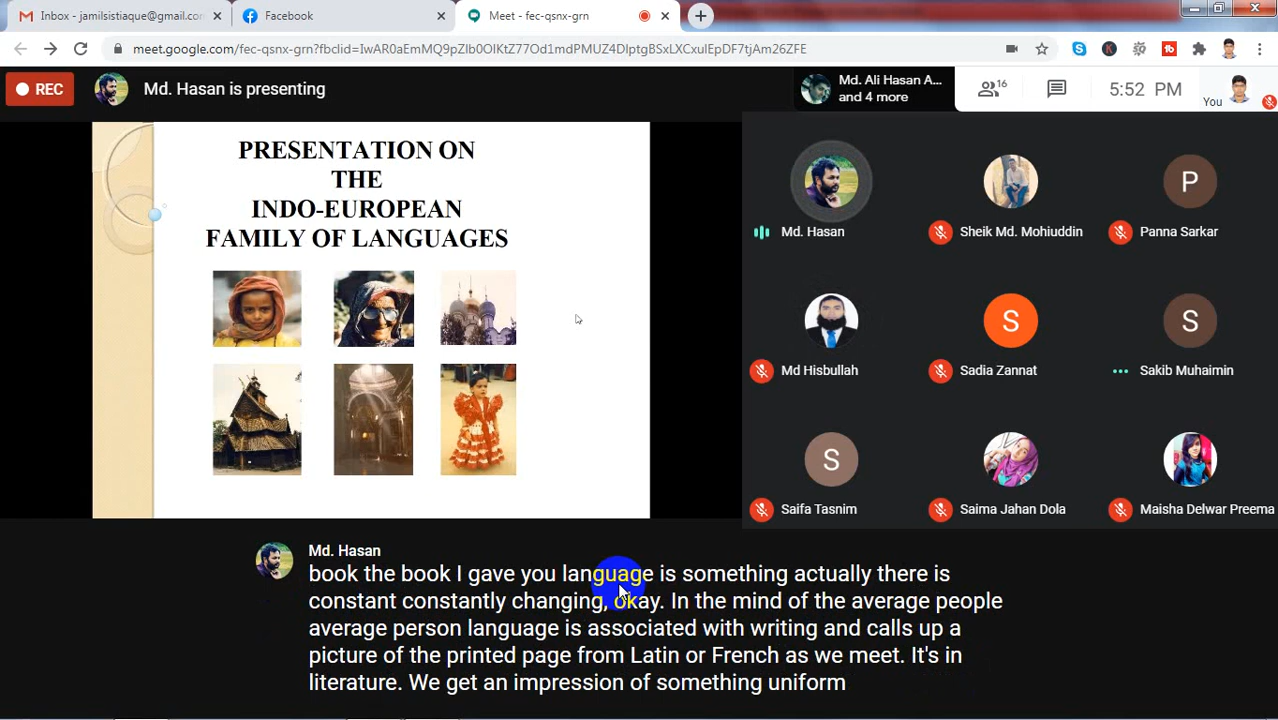 Inbox - jamilsistiaque@gmail.com
Facebook
Meet - fec-qsnx-grn
meet.google.com/fec-qsnx-grn?fbclid=IwAR0aEmMQ9pZIb0OlKtZ77Od1mdPMUZ4DlptgBSxLXCxulEpDF7tjAm26ZFE
REC
Md. Hasan is presenting
Md. Ali Hasan A...
and 4 more
16
5:52 PM
You
PRESENTATION ON
THE
INDO-EUROPEAN
FAMILY OF LANGUAGES
Md. Hasan
Sheik Md. Mohiuddin
P
Panna Sarkar
Md Hisbullah
S
Sadia Zannat
S
Sakib Muhaimin
S
Saifa Tasnim
Saima Jahan Dola
Maisha Delwar Preema
Md. Hasan
book the book I gave you language is something actually there is
constant constantly changing, okay. In the mind of the average people
average person language is associated with writing and calls up a
picture of the printed page from Latin or French as we meet. It's in
literature. We get an impression of something uniform